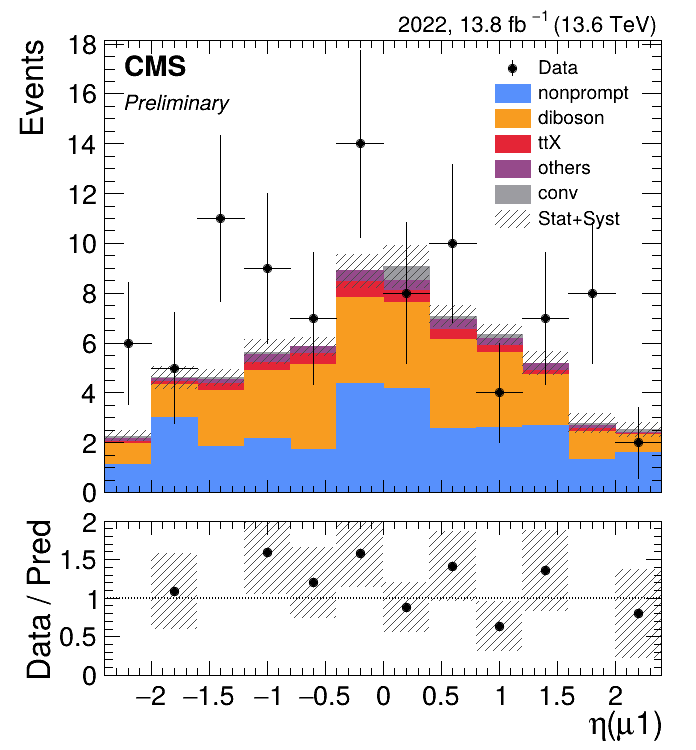 2022, 13.8 fb⁻¹ (13.6 TeV)
Events
CMS
Preliminary
Data
nonprompt
diboson
ttX
others
conv
Stat+Syst
18
16
14
12
10
8
6
4
2
0
Data / Pred
2
1.5
1
0.5
0
−2 −1.5 −1 −0.5 0 0.5 1 1.5 2
η(μ1)